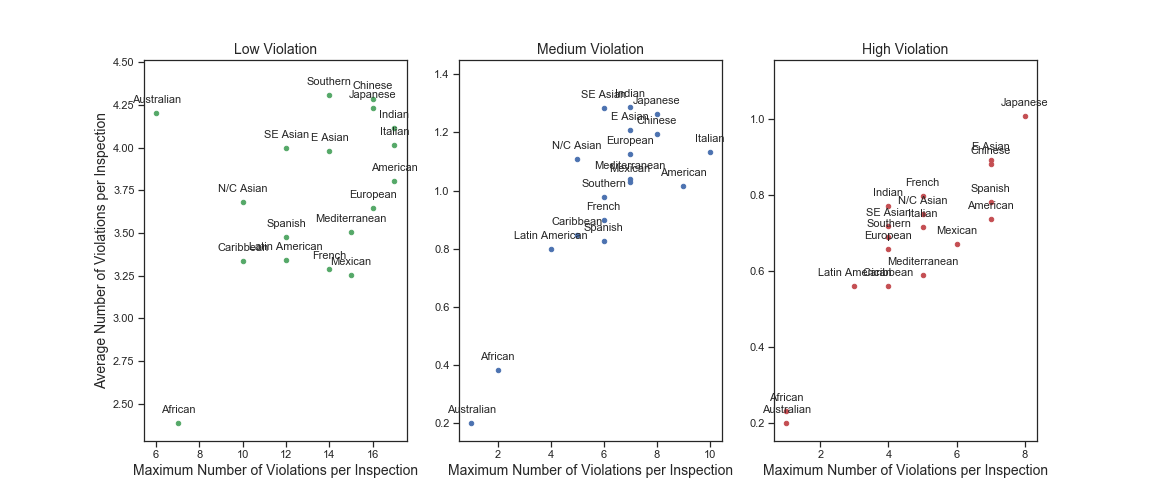 Low Violation
Medium Violation
High Violation
Average Number of Violations per Inspection
4.50
4.25
4.00
3.75
3.50
3.25
3.00
2.75
2.50
Australian
Southern
Chinese
Japanese
Indian
Italian
SE Asian
E Asian
American
N/C Asian
European
Mediterranean
Spanish
Caribbean
Latin American
French
Mexican
African
6
8
10
12
14
16
Maximum Number of Violations per Inspection
1.4
1.2
1.0
0.8
0.6
0.4
0.2
SE Asian
Indian
Japanese
E Asian
Chinese
European
Italian
N/C Asian
Mediterranean
Mexican
American
Southern
French
Caribbean
Spanish
Latin American
African
Australian
2
4
6
8
10
Maximum Number of Violations per Inspection
1.0
0.8
0.6
0.4
0.2
Japanese
E Asian
Chinese
French
Spanish
Indian
N/C Asian
American
SE Asian
Italian
Southern
Mexican
European
Mediterranean
Latin American
Caribbean
African
Australian
2
4
6
8
Maximum Number of Violations per Inspection